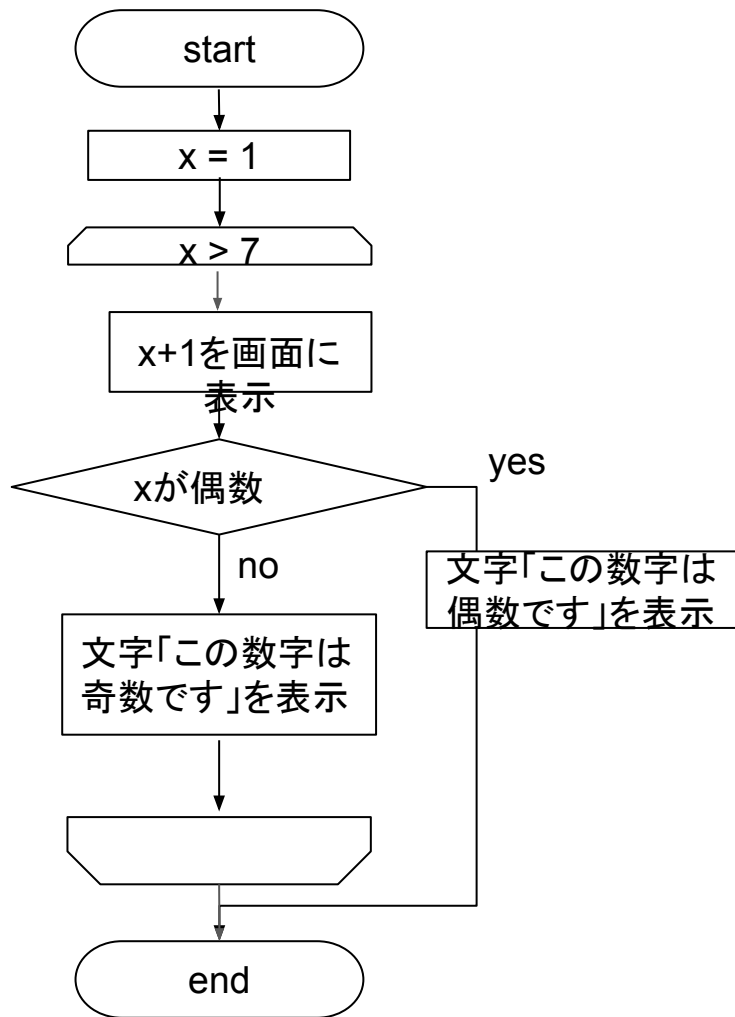 start
x = 1
x > 7
x+1を画面に
表示
xが偶数
yes
no
文字「この数字は
偶数です」を表示
文字「この数字は
奇数です」を表示
end